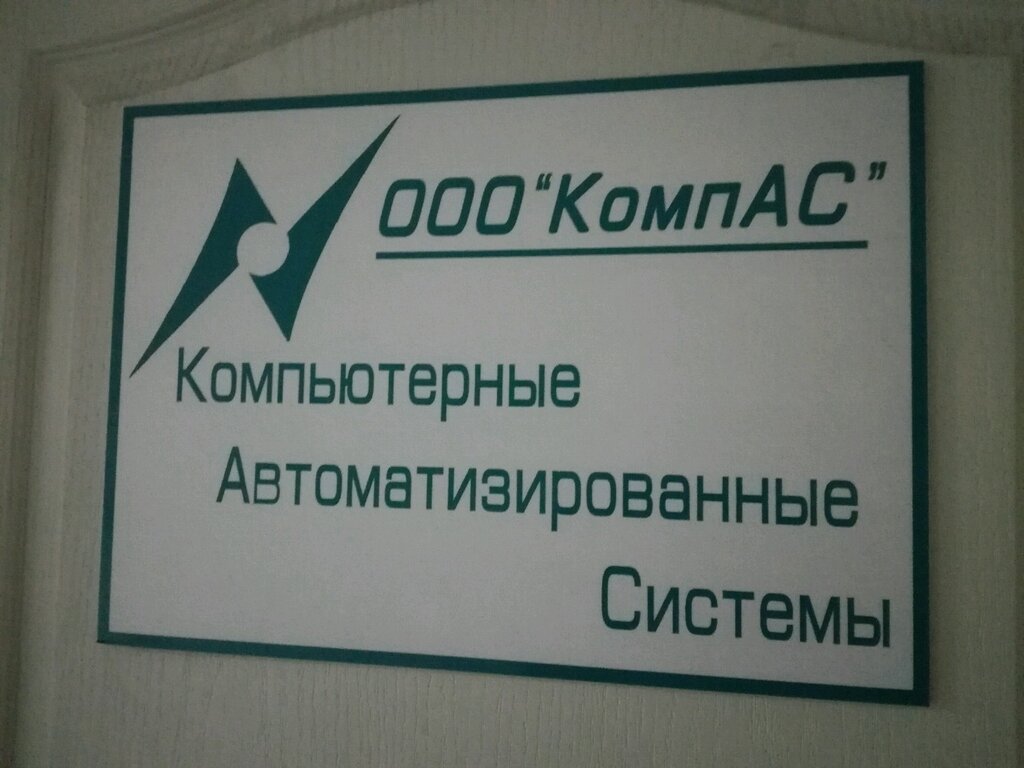 ООО “КомпАС”
Компьютерные
Автоматизированные
Системы